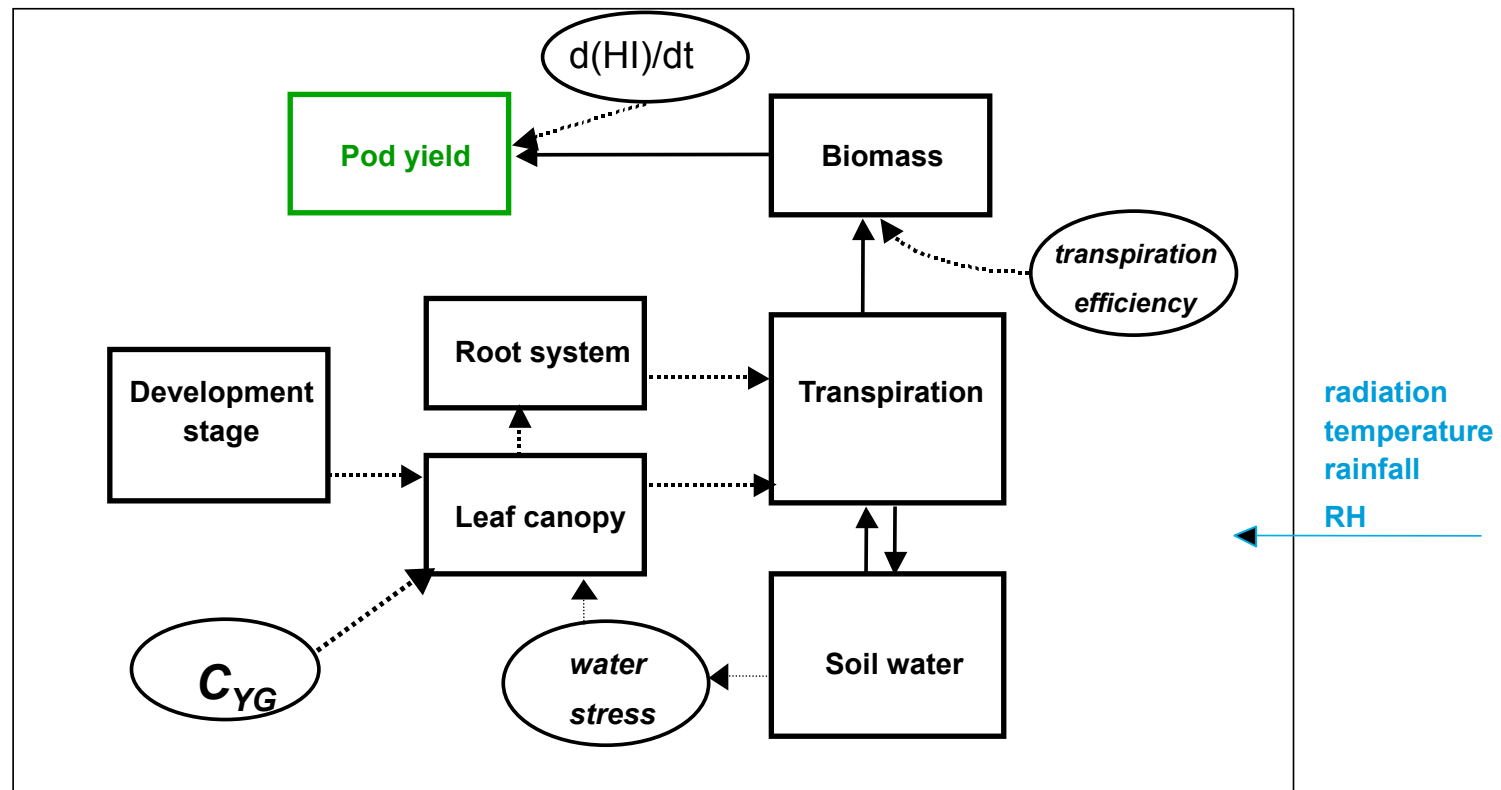 d(HI)/dt
Pod yield
Biomass
transpiration
efficiency
Root system
Development
stage
Transpiration
radiation
temperature
rainfall
RH
Leaf canopy
C_YG
water
stress
Soil water